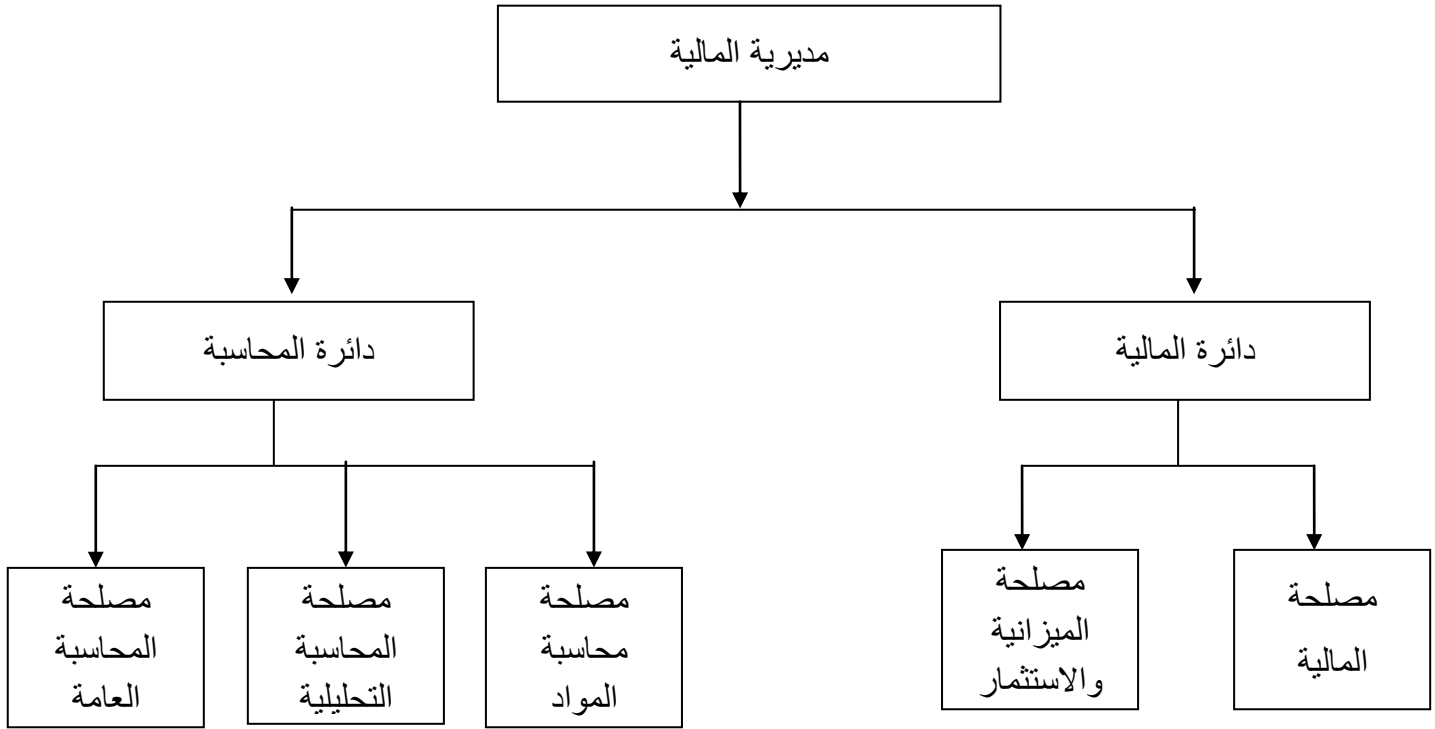 مديرية المالية
دائرة المالية
دائرة المحاسبة
مصلحة
المالية
مصلحة
الميزانية
والاستثمار
مصلحة
محاسبة
المواد
مصلحة
المحاسبة
التحليلية
مصلحة
المحاسبة
العامة